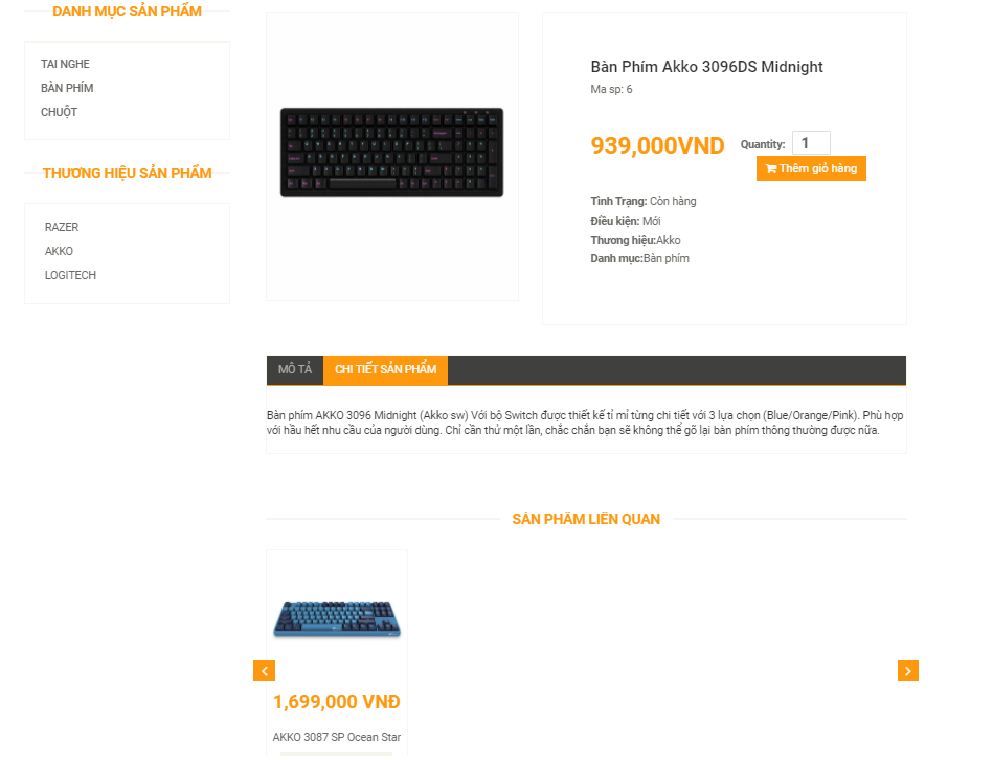 DANH MỤC SẢN PHẨM
TAI NGHE
BÀN PHÍM
CHUỘT
THƯƠNG HIỆU SẢN PHẨM
RAZER
AKKO
LOGITECH
Bàn Phím Akko 3096DS Midnight
Ma sp: 6
939,000VNĐ
Quantity: 1
Thêm giỏ hàng
Tình Trạng: Còn hàng
Điều kiện: Mới
Thương hiệu:Akko
Danh mục:Bàn phím
MÔ TẢ CHI TIẾT SẢN PHẨM
Bàn phím AKKO 3096 Midnight (Akko sw) Với bộ Switch được thiết kế tỉ mỉ từng chi tiết với 3 lựa chọn (Blue/Orange/Pink). Phù hợp
với hầu hết nhu cầu của người dùng. Chỉ cần thử một lần, chắc chắn bạn sẽ không thể gõ lại bàn phím thông thường được nữa.
SẢN PHẨM LIÊN QUAN
1,699,000 VNĐ
AKKO 3087 SP Ocean Star